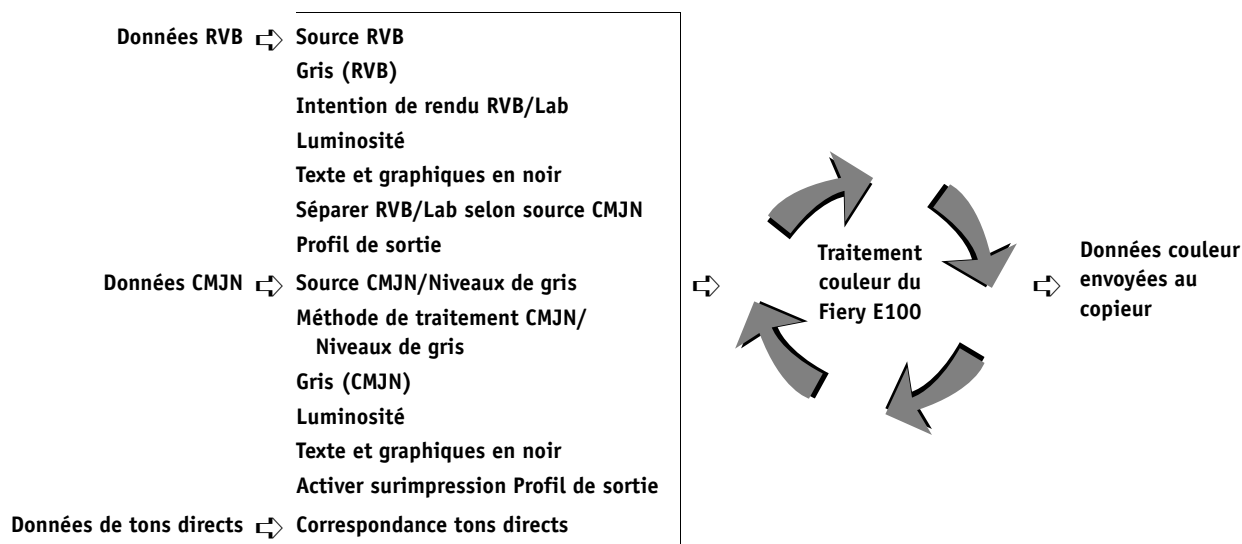 Données RVB Source RVB
Gris (RVB)
Intention de rendu RVB/Lab
Luminosité
Texte et graphiques en noir
Séparer RVB/Lab selon source CMJN
Profil de sortie
Données CMJN Source CMJN/Niveaux de gris
Méthode de traitement CMJN/
Niveaux de gris
Gris (CMJN)
Luminosité
Texte et graphiques en noir
Activer surimpression Profil de sortie
Données de tons directs Correspondance tons directs
Traitement
couleur du
Fiery E100
Données couleur
envoyées au
copieur